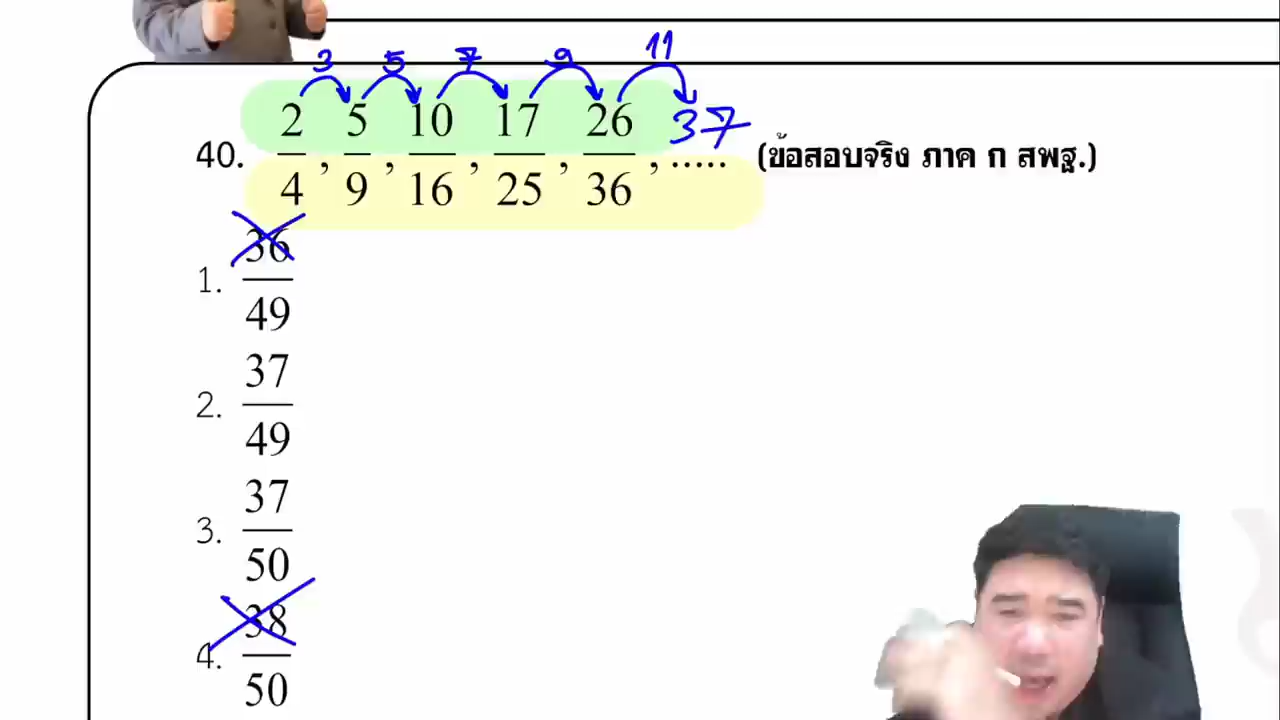 3 5 7 9 11
40. 2/4 , 5/9 , 10/16 , 17/25 , 26/36 , ..... 37 (ข้อสอบจริง ภาค ก สพฐ.)
1. 36/49
2. 37/49
3. 37/50
4. 38/50